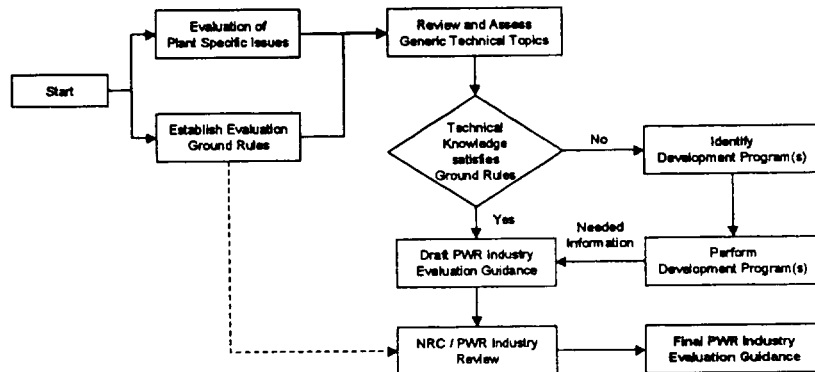 Evaluation of
Plant Specific Issues
Review and Assess
Generic Technical Topics
Start
Establish Evaluation
Ground Rules
Technical
Knowledge
satisfies
Ground Rules
No
Identify
Development Program(s)
Yes
Needed
Information
Draft PWR Industry
Evaluation Guidance
Perform
Development Program(s)
NRC / PWR Industry
Review
Final PWR Industry
Evaluation Guidance